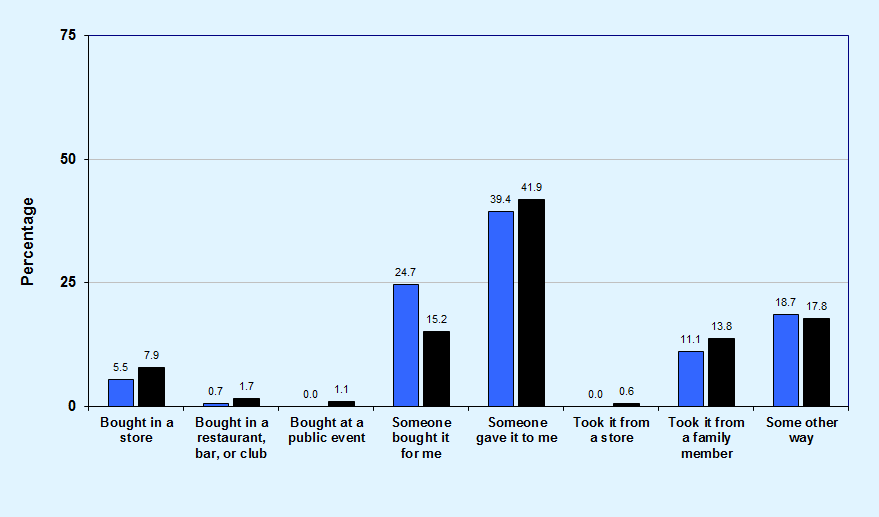 75
50
25
0
Percentage
5.5
7.9
0.7
1.7
0.0
1.1
24.7
15.2
39.4
41.9
0.0
0.6
11.1
13.8
18.7
17.8
Bought in a
store
Bought in a
restaurant,
bar, or club
Bought at a
public event
Someone
bought it
for me
Someone
gave it to me
Took it from
a store
Took it from
a family
member
Some other
way